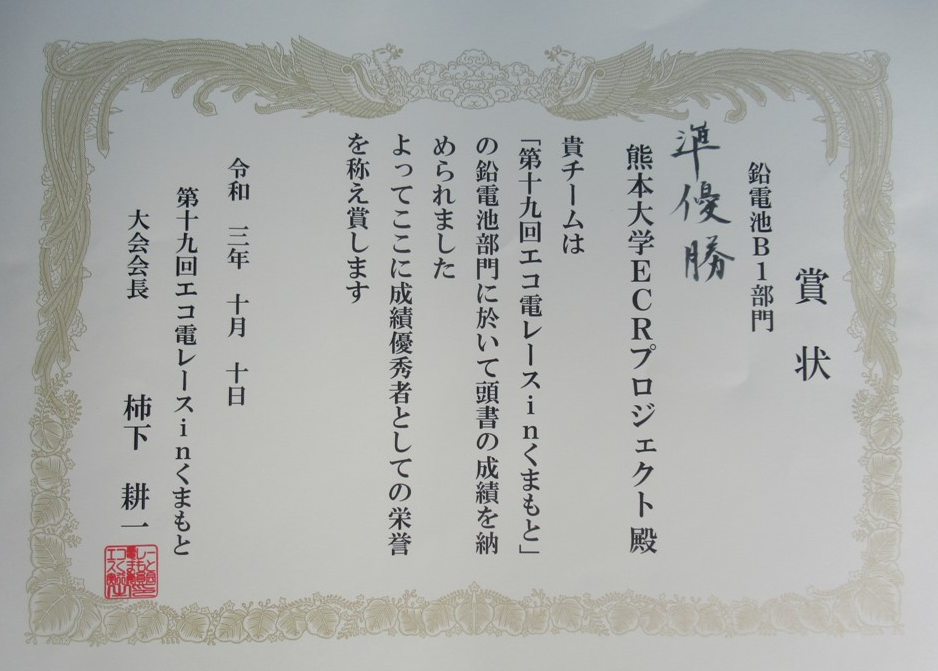 賞状
鉛電池B1部門
準優勝
熊本大学ECRプロジェクト殿
貴チームは
「第十九回エコ電レースinくまもと」
の鉛電池部門に於いて頭書の成績を納
められました
よってここに成績優秀者としての栄誉
を称え賞します
令和 三年 十月 十日
第十九回エコ電レースinくまもと
大会会長 柿下 耕一